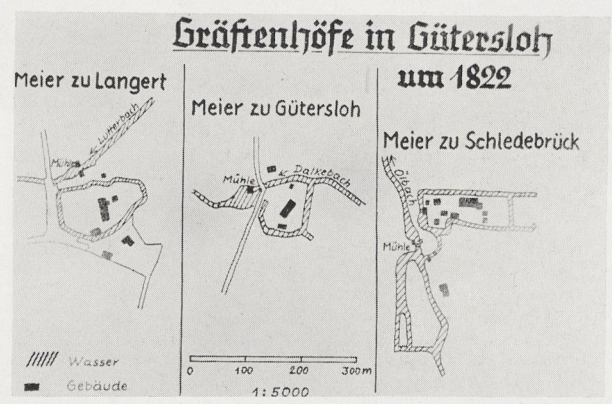 Gräftenhöfe in Gütersloh
um 1822
Meier zu Langert
Lutterbach
Mühle
Wasser
Gebäude
Meier zu Gütersloh
Mühle
Dalkebach
0 100 200 300m
1:5000
Meier zu Schledebrück
Ölbach
Mühle